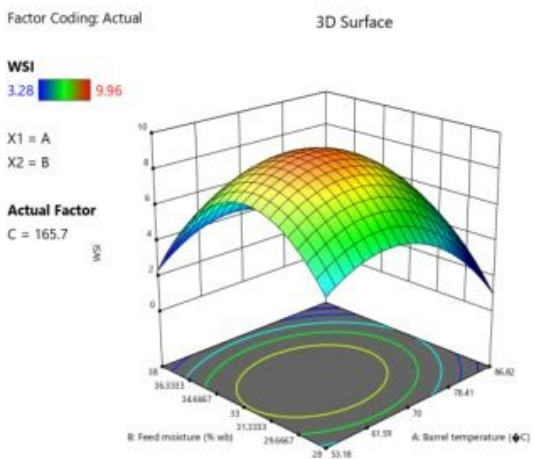 Factor Coding: Actual
3D Surface
WSI
3.28 9.96
X1 = A
X2 = B
Actual Factor
C = 165.7
WSI
10
8
6
4
2
0
38
36.3333
34.6667
33
31.3333
29.6667
28
53.18
61.59
70
78.41
86.82
B: Feed moisture (% wb)
A: Barrel temperature (�C)